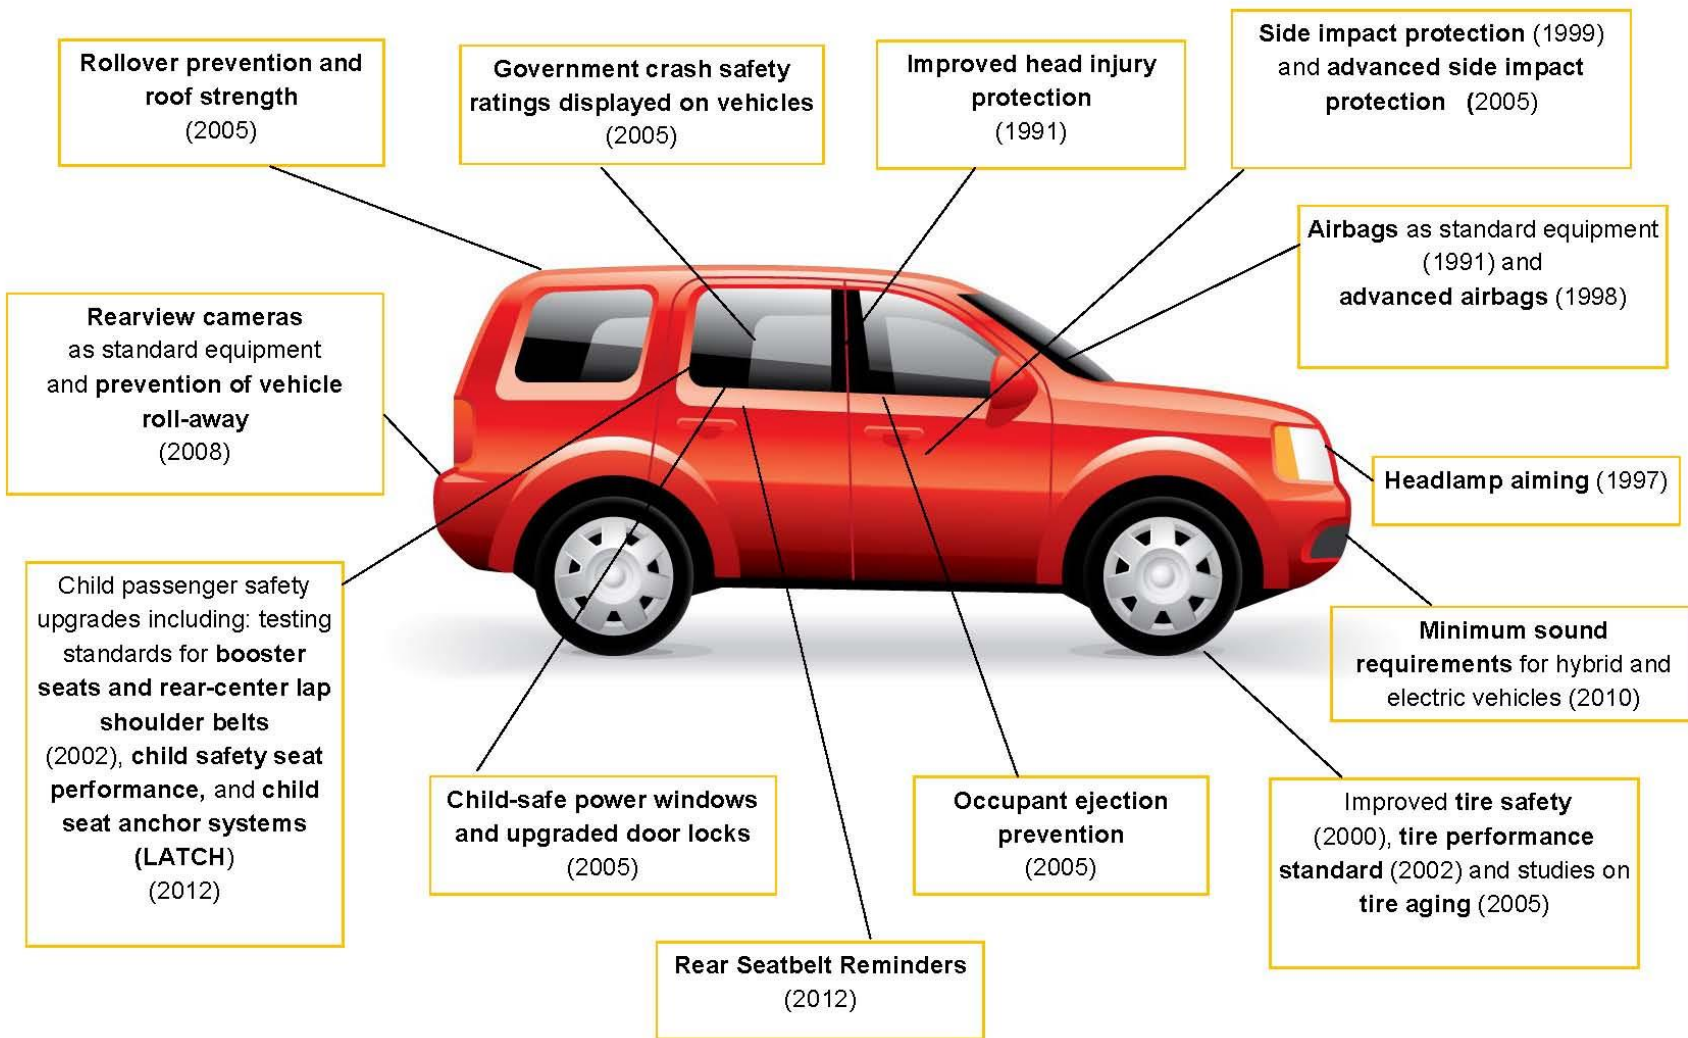 Rollover prevention and
roof strength
(2005)
Government crash safety
ratings displayed on vehicles
(2005)
Improved head injury
protection
(1991)
Side impact protection (1999)
and advanced side impact
protection (2005)
Airbags as standard equipment
(1991) and
advanced airbags (1998)
Rearview cameras
as standard equipment
and prevention of vehicle
roll-away
(2008)
Headlamp aiming (1997)
Child passenger safety
upgrades including: testing
standards for booster
seats and rear-center lap
shoulder belts
(2002), child safety seat
performance, and child
seat anchor systems
(LATCH)
(2012)
Minimum sound
requirements for hybrid and
electric vehicles (2010)
Child-safe power windows
and upgraded door locks
(2005)
Occupant ejection
prevention
(2005)
Improved tire safety
(2000), tire performance
standard (2002) and studies on
tire aging (2005)
Rear Seatbelt Reminders
(2012)